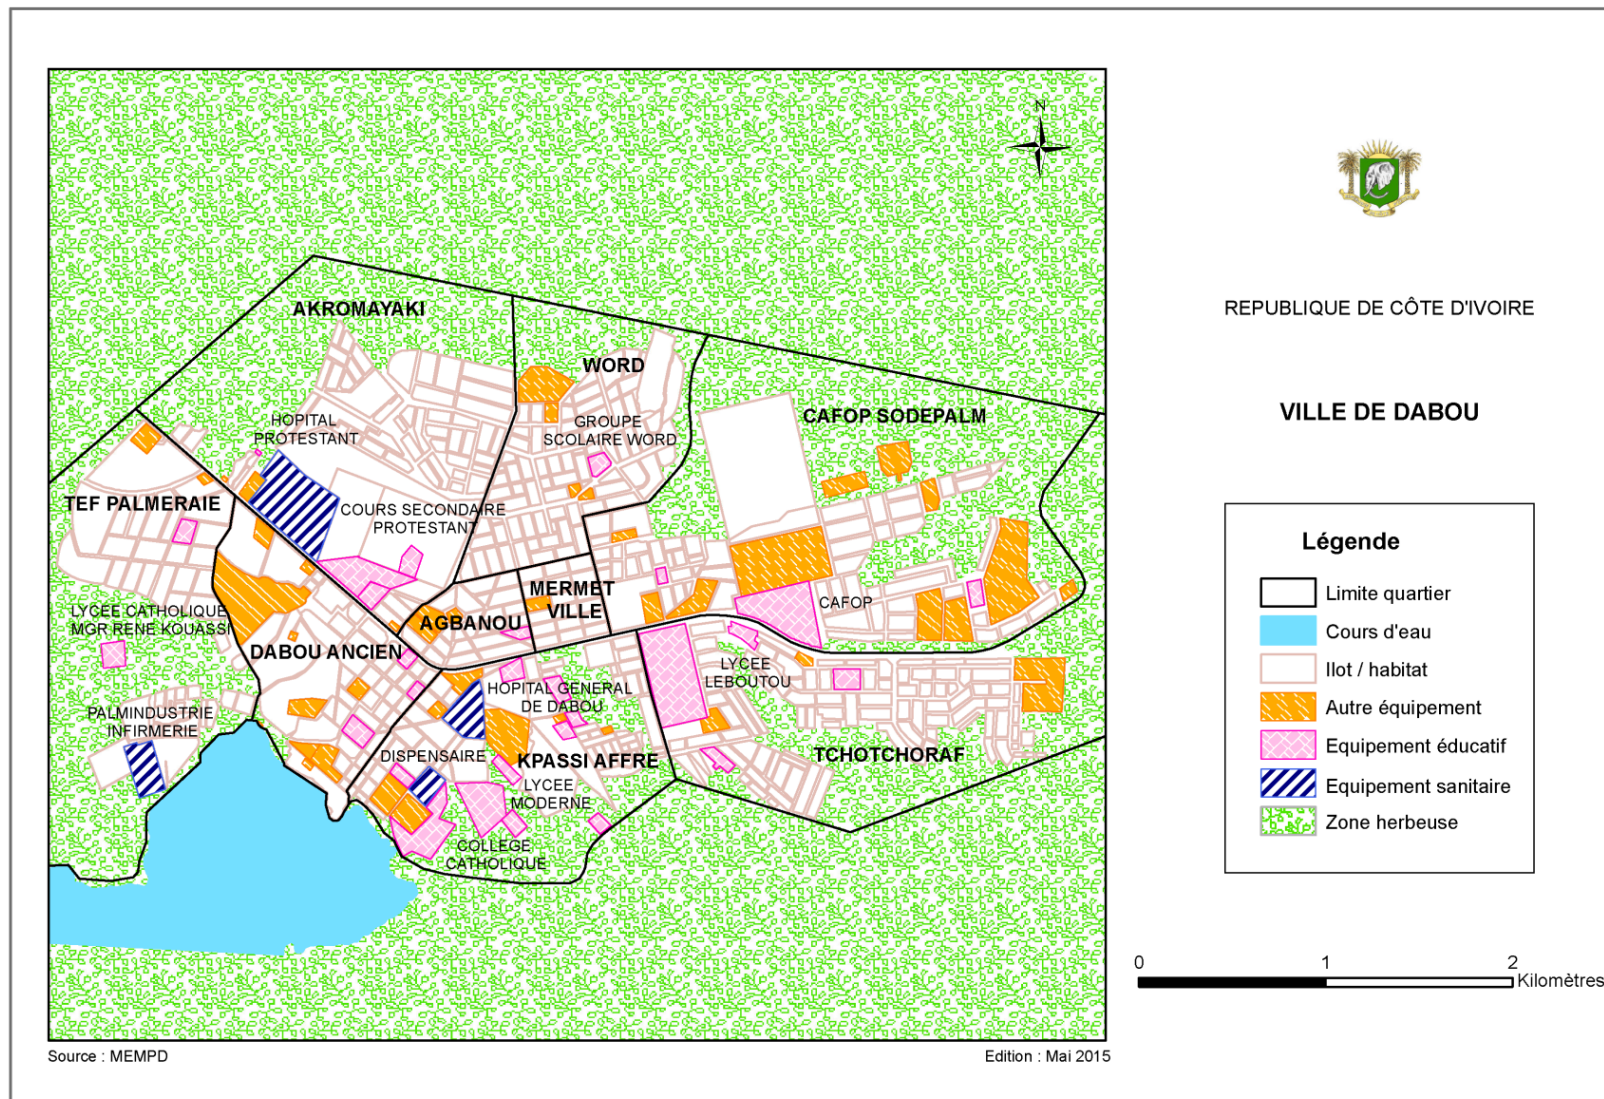 N
AKROMAYAKI
WORD
CAFOP SODEPALM
HOPITAL
PROTESTANT
GROUPE
SCOLAIRE WORD
TEF PALMERAIE
COURS SECONDAIRE
PROTESTANT
MERMET
VILLE
AGBANOU
CAFOP
LYCEE CATHOLIQUE
MGR RENE KOUASSI
DABOU ANCIEN
LYCEE
LEBOUTOU
HOPITAL GENERAL
DE DABOU
PALMINDUSTRIE
INFIRMERIE
DISPENSAIRE
KPASSI AFFRE
TCHOTCHORAF
LYCEE
MODERNE
COLLEGE
CATHOLIQUE
Source : MEMPD
Edition : Mai 2015
REPUBLIQUE DE CÔTE D'IVOIRE
VILLE DE DABOU
Légende
Limite quartier
Cours d'eau
Ilot / habitat
Autre équipement
Equipement éducatif
Equipement sanitaire
Zone herbeuse
0 1 2
Kilomètres